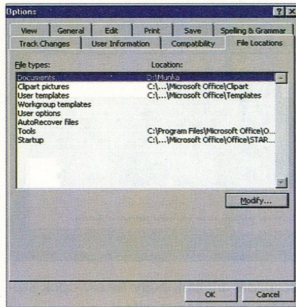 Options
View General Edit Print Save Spelling & Grammar
Track Changes User Information Compatibility File Locations
File types: Location:
Documents D:\Munka
Clipart pictures C:\...\Microsoft Office\Clipart
User templates C:\...\Microsoft Office\Templates
Workgroup templates
User options
AutoRecover files
Tools C:\Program Files\Microsoft Office\O...
Startup C:\...\Microsoft Office\Office\STAR...
Modify...
OK Cancel